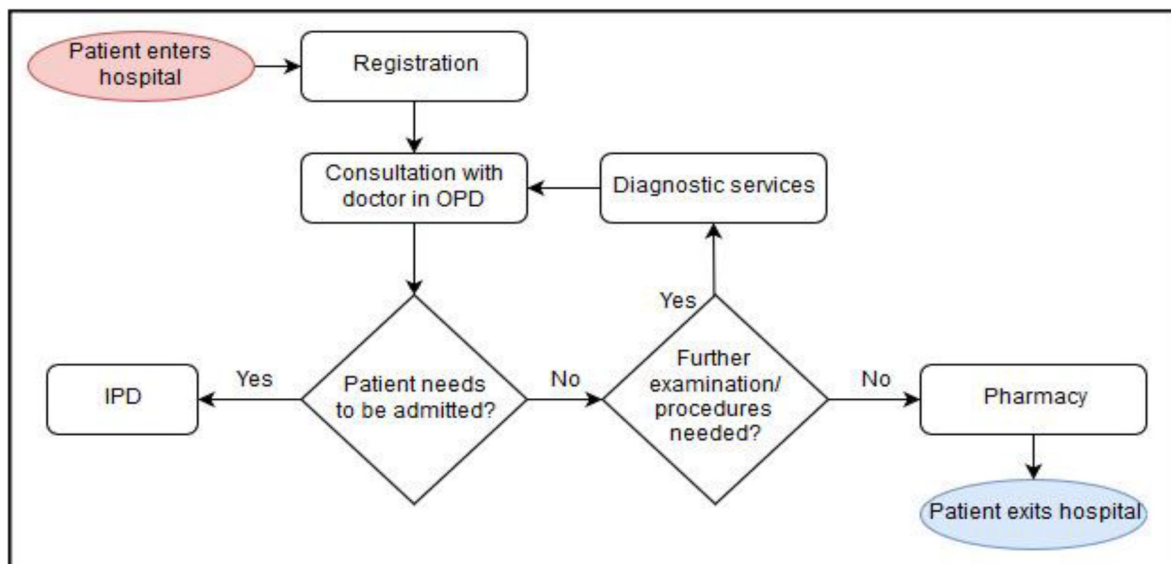 Patient enters
hospital
Registration
Consultation with
doctor in OPD
Diagnostic services
Yes
IPD
Yes
Patient needs
to be admitted?
No
Further
examination/
procedures
needed?
No
Pharmacy
Patient exits hospital